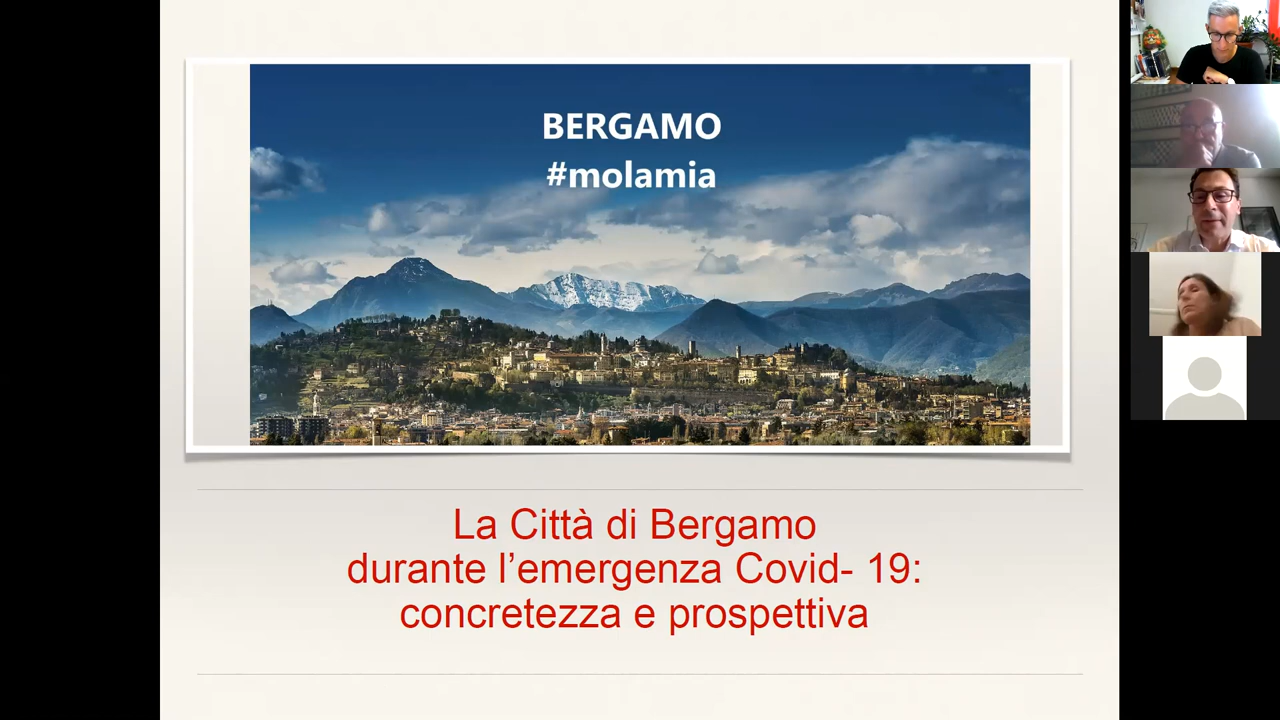 BERGAMO
#molamia
La Città di Bergamo
durante l’emergenza Covid- 19:
concretezza e prospettiva